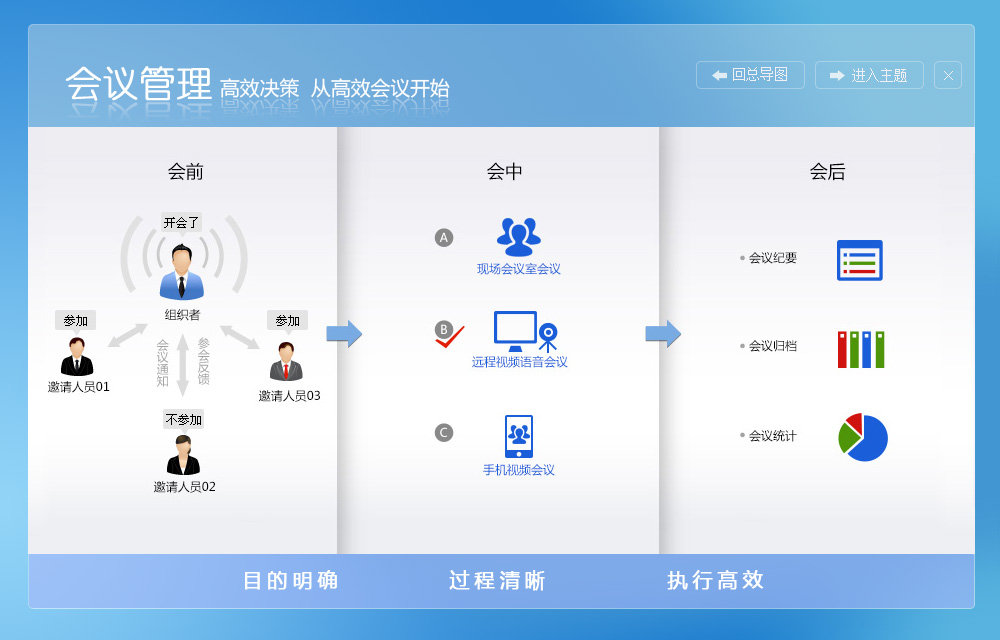 会议管理 高效决策 从高效会议开始
回总导图
进入主题
会前
开会了
组织者
参加
邀请人员01
会议通知
参会反馈
参加
邀请人员03
不参加
邀请人员02
会中
A
现场会议室会议
B
远程视频语音会议
C
手机视频会议
会后
会议纪要
会议归档
会议统计
目的明确
过程清晰
执行高效